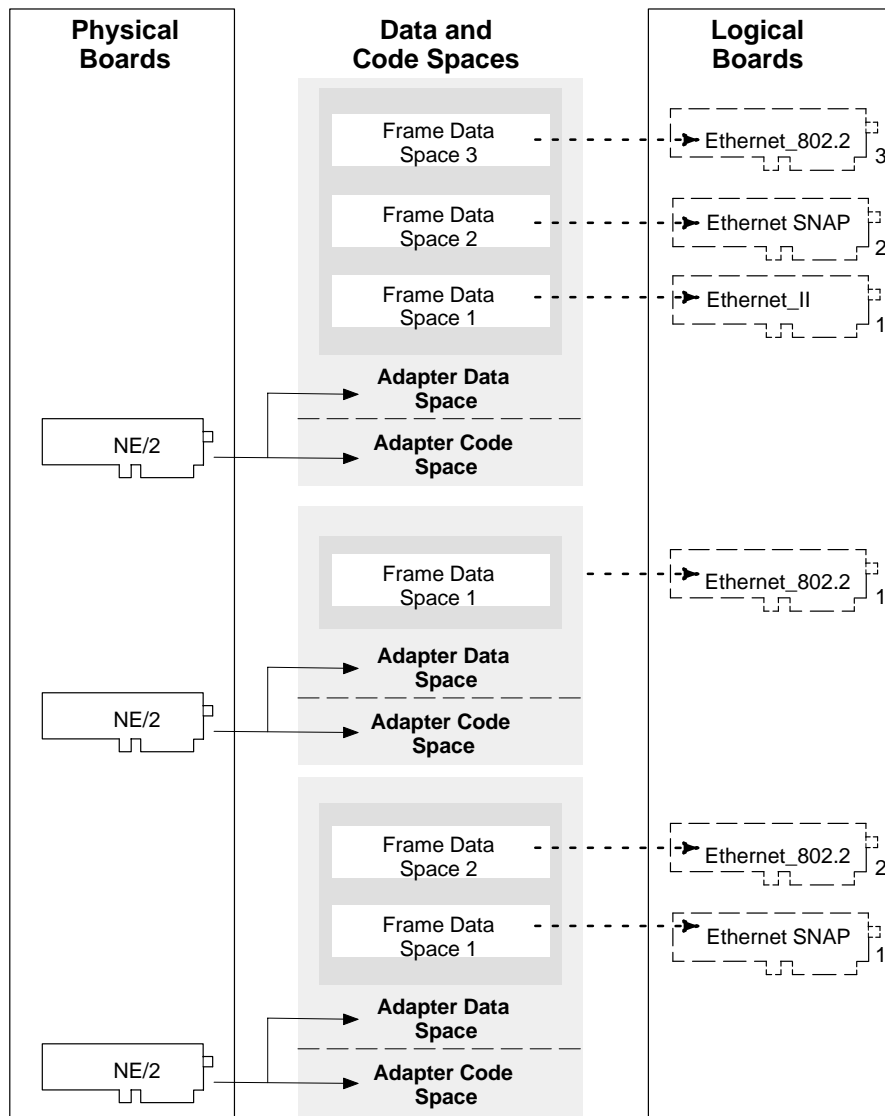 Physical
Boards
Data and
Code Spaces
Logical
Boards
Frame Data
Space 3
Ethernet_802.2
3
Frame Data
Space 2
Ethernet SNAP
2
Frame Data
Space 1
Ethernet_II
1
Adapter Data
Space
NE/2
Adapter Code
Space
Frame Data
Space 1
Ethernet_802.2
1
Adapter Data
Space
NE/2
Adapter Code
Space
Frame Data
Space 2
Ethernet_802.2
2
Frame Data
Space 1
Ethernet SNAP
1
Adapter Data
Space
NE/2
Adapter Code
Space